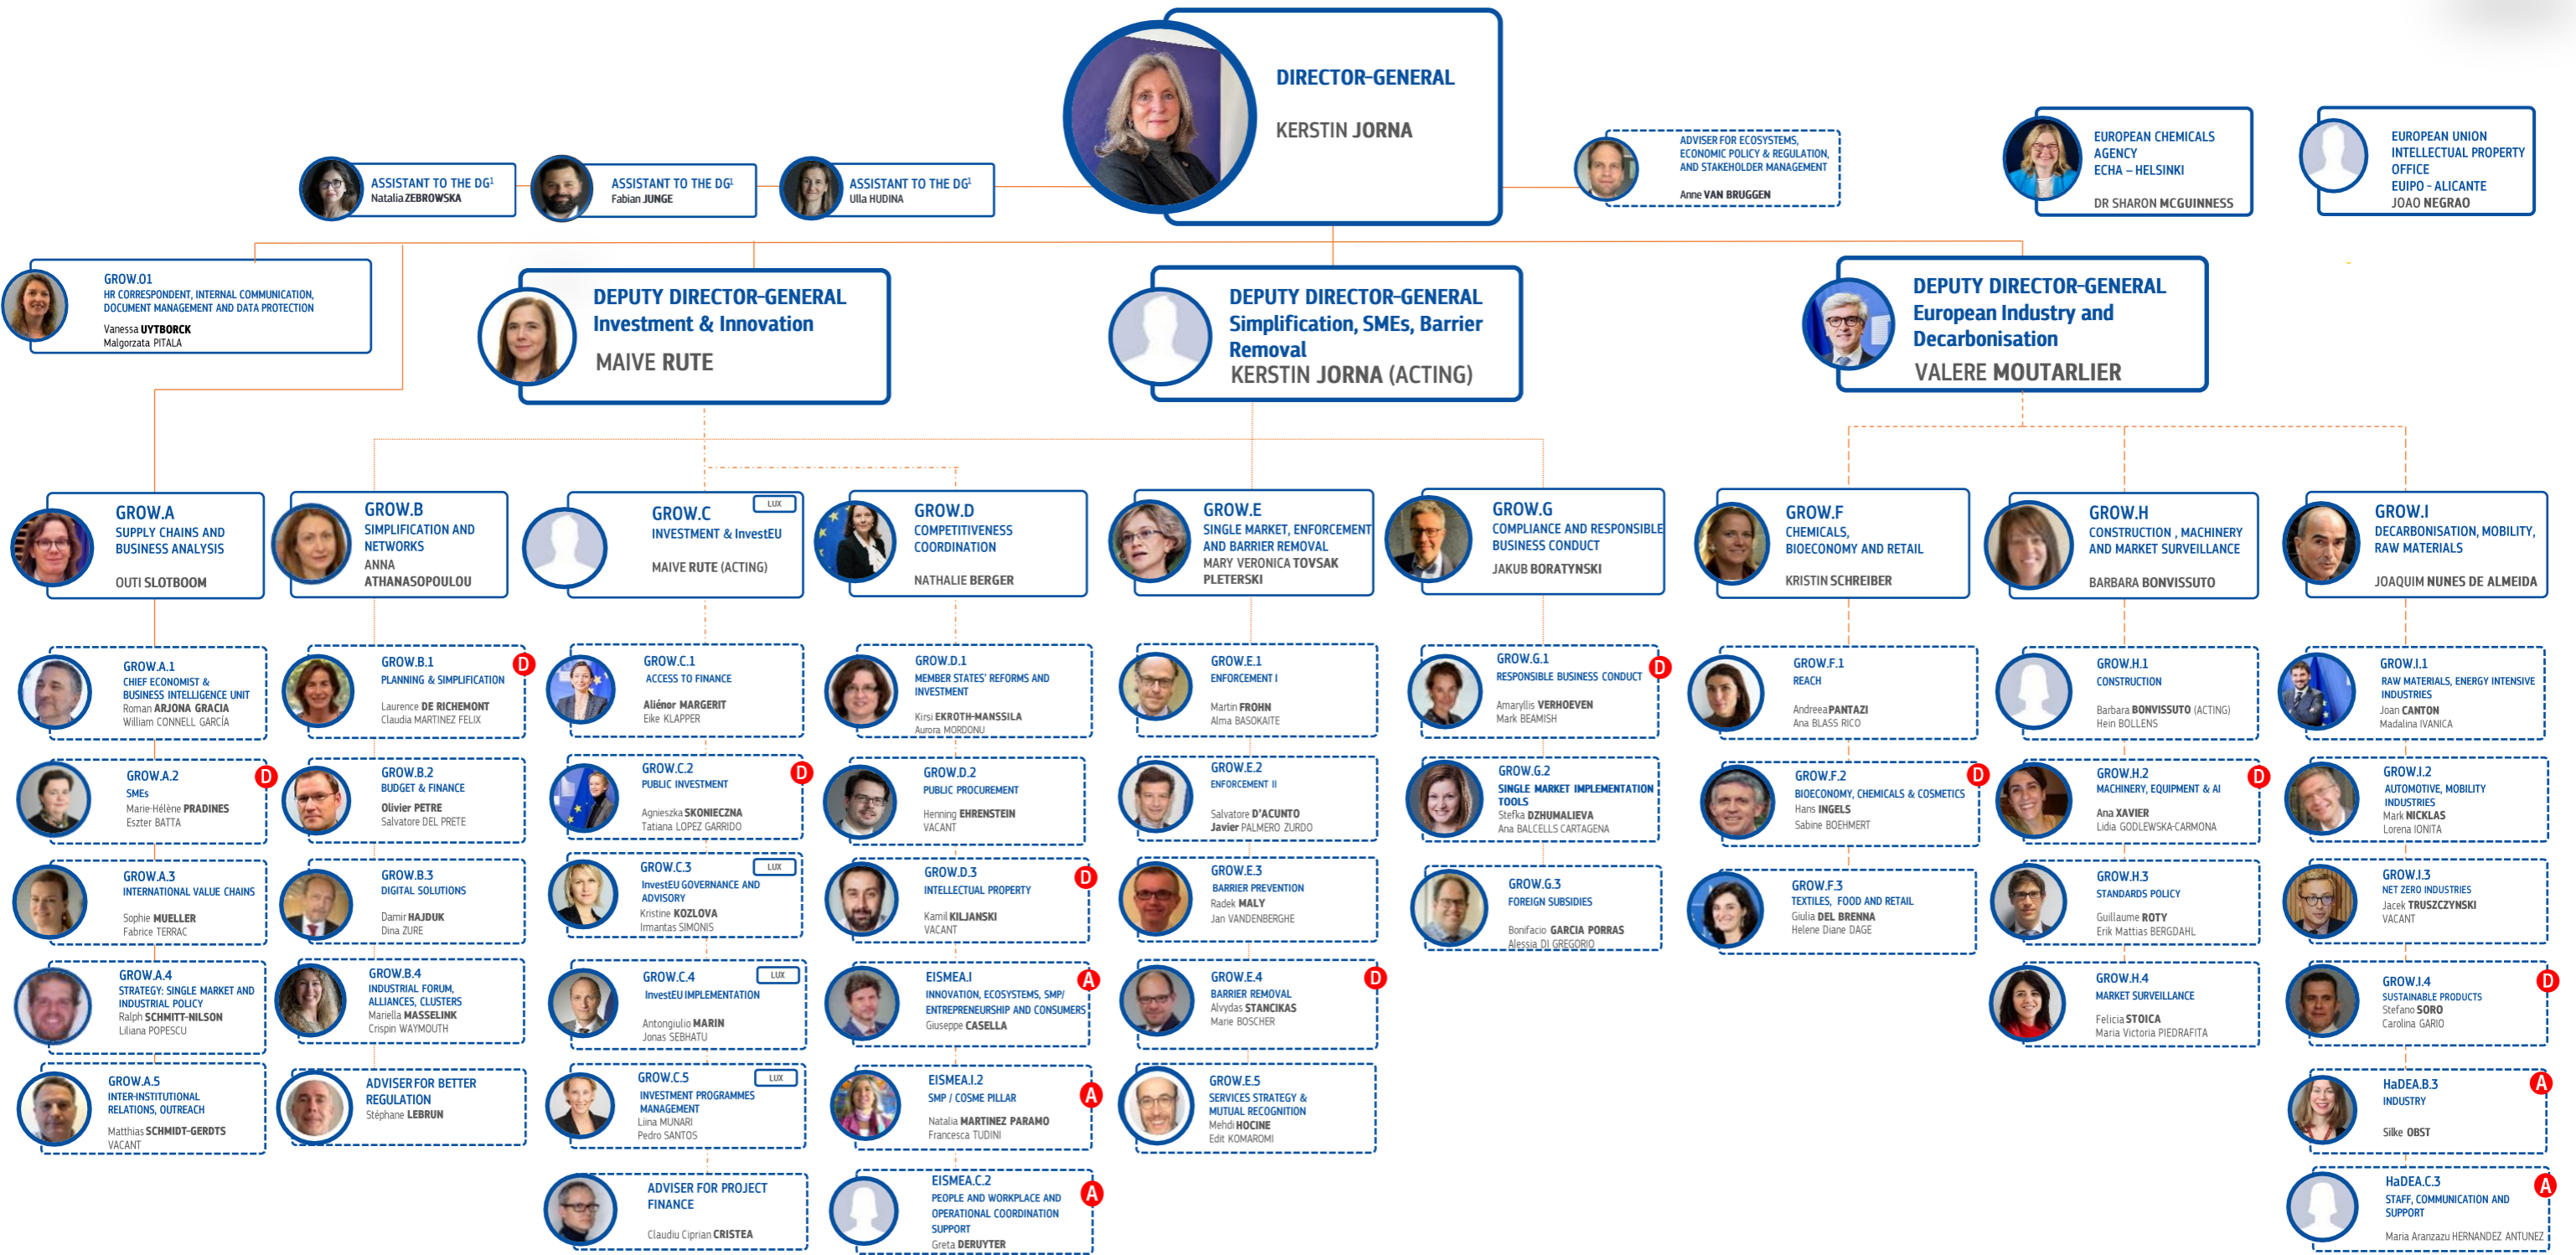 DIRECTOR-GENERAL
KERSTIN JORNA
ASSISTANT TO THE DG¹
Natalia ZEBROWSKA
ASSISTANT TO THE DG¹
Fabian JUNGE
ASSISTANT TO THE DG¹
Ulla HUDINA
ADVISER FOR ECOSYSTEMS,
ECONOMIC POLICY & REGULATION,
AND STAKEHOLDER MANAGEMENT
Anne VAN BRUGGEN
EUROPEAN CHEMICALS
AGENCY
ECHA – HELSINKI
DR SHARON MCGUINNESS
EUROPEAN UNION
INTELLECTUAL PROPERTY
OFFICE
EUIPO - ALICANTE
JOAO NEGRAO
GROW.01
HR CORRESPONDENT, INTERNAL COMMUNICATION,
DOCUMENT MANAGEMENT AND DATA PROTECTION
Vanessa UYTBORCK
Malgorzata PITALA
DEPUTY DIRECTOR-GENERAL
Investment & Innovation
MAIVE RUTE
DEPUTY DIRECTOR-GENERAL
Simplification, SMEs, Barrier
Removal
KERSTIN JORNA (ACTING)
DEPUTY DIRECTOR-GENERAL
European Industry and
Decarbonisation
VALERE MOUTARLIER
GROW.A
SUPPLY CHAINS AND
BUSINESS ANALYSIS
OUTI SLOTBOOM
GROW.B
SIMPLIFICATION AND
NETWORKS
ANNA
ATHANASOPOULOU
LUX
GROW.C
INVESTMENT & InvestEU
MAIVE RUTE (ACTING)
GROW.D
COMPETITIVENESS
COORDINATION
NATHALIE BERGER
GROW.E
SINGLE MARKET, ENFORCEMENT
AND BARRIER REMOVAL
MARY VERONICA TOVSAK
PLETERSKI
GROW.G
COMPLIANCE AND RESPONSIBLE
BUSINESS CONDUCT
JAKUB BORATYNSKI
GROW.F
CHEMICALS,
BIOECONOMY AND RETAIL
KRISTIN SCHREIBER
GROW.H
CONSTRUCTION , MACHINERY
AND MARKET SURVEILLANCE
BARBARA BONVISSUTO
GROW.I
DECARBONISATION, MOBILITY,
RAW MATERIALS
JOAQUIM NUNES DE ALMEIDA
GROW.A.1
CHIEF ECONOMIST &
BUSINESS INTELLIGENCE UNIT
Roman ARJONA GRACIA
William CONNELL GARCÍA
GROW.A.2
D
SMEs
Marie-Hélène PRADINES
Eszter BATTA
GROW.A.3
INTERNATIONAL VALUE CHAINS
Sophie MUELLER
Fabrice TERRAC
GROW.A.4
STRATEGY: SINGLE MARKET AND
INDUSTRIAL POLICY
Ralph SCHMITT-NILSON
Liliana POPESCU
GROW.A.5
INTER-INSTITUTIONAL
RELATIONS, OUTREACH
Matthias SCHMIDT-GERDTS
VACANT
GROW.B.1
D
PLANNING & SIMPLIFICATION
Laurence DE RICHEMONT
Claudia MARTINEZ FELIX
GROW.B.2
BUDGET & FINANCE
Olivier PETRE
Salvatore DEL PRETE
GROW.B.3
DIGITAL SOLUTIONS
Damir HAJDUK
Dina ZURE
GROW.B.4
INDUSTRIAL FORUM,
ALLIANCES, CLUSTERS
Mariella MASSELINK
Crispin WAYMOUTH
ADVISER FOR BETTER
REGULATION
Stéphane LEBRUN
GROW.C.1
ACCESS TO FINANCE
Aliénor MARGERIT
Eike KLAPPER
GROW.C.2
D
PUBLIC INVESTMENT
Agnieszka SKONIECZNA
Tatiana LOPEZ GARRIDO
GROW.C.3
LUX
InvestEU GOVERNANCE AND
ADVISORY
Kristine KOZLOVA
Irmantas SIMONIS
GROW.C.4
LUX
InvestEU IMPLEMENTATION
Antongiulio MARIN
Jonas SEBHATU
GROW.C.5
LUX
INVESTMENT PROGRAMMES
MANAGEMENT
Liina MUNARI
Pedro SANTOS
ADVISER FOR PROJECT
FINANCE
Claudiu Ciprian CRISTEA
GROW.D.1
MEMBER STATES' REFORMS AND
INVESTMENT
Kirsi EKROTH-MANSSILA
Aurora MORDONU
GROW.D.2
PUBLIC PROCUREMENT
Henning EHRENSTEIN
VACANT
GROW.D.3
D
INTELLECTUAL PROPERTY
Kamil KILJANSKI
VACANT
EISMEA.I
A
INNOVATION, ECOSYSTEMS, SMP/
ENTREPRENEURSHIP AND CONSUMERS
Giuseppe CASELLA
EISMEA.I.2
A
SMP / COSME PILLAR
Natalia MARTINEZ PARAMO
Francesca TUDINI
EISMEA.C.2
A
PEOPLE AND WORKPLACE AND
OPERATIONAL COORDINATION
SUPPORT
Greta DERUYTER
GROW.E.1
ENFORCEMENT I
Martin FROHN
Alma BASOKAITE
GROW.E.2
ENFORCEMENT II
Salvatore D'ACUNTO
Javier PALMERO ZURDO
GROW.E.3
BARRIER PREVENTION
Radek MALY
Jan VANDENBERGHE
GROW.E.4
D
BARRIER REMOVAL
Alvydas STANCIKAS
Marie BOSCHER
GROW.E.5
SERVICES STRATEGY &
MUTUAL RECOGNITION
Mehdi HOCINE
Edit KOMAROMI
GROW.G.1
D
RESPONSIBLE BUSINESS CONDUCT
Amaryllis VERHOEVEN
Mark BEAMISH
GROW.G.2
SINGLE MARKET IMPLEMENTATION
TOOLS
Stefka DZHUMALIEVA
Ana BALCELLS CARTAGENA
GROW.G.3
FOREIGN SUBSIDIES
Bonifacio GARCIA PORRAS
Alessia DI GREGORIO
GROW.F.1
REACH
Andreea PANTAZI
Ana BLASS RICO
GROW.F.2
D
BIOECONOMY, CHEMICALS & COSMETICS
Hans INGELS
Sabine BOEHMERT
GROW.F.3
TEXTILES, FOOD AND RETAIL
Giulia DEL BRENNA
Helene Diane DAGE
GROW.H.1
CONSTRUCTION
Barbara BONVISSUTO (ACTING)
Hein BOLLENS
GROW.H.2
D
MACHINERY, EQUIPMENT & AI
Ana XAVIER
Lidia GODLEWSKA-CARMONA
GROW.H.3
STANDARDS POLICY
Guillaume ROTY
Erik Mattias BERGDAHL
GROW.H.4
MARKET SURVEILLANCE
Felicia STOICA
Maria Victoria PIEDRAFITA
GROW.I.1
RAW MATERIALS, ENERGY INTENSIVE
INDUSTRIES
Joan CANTON
Madalina IVANICA
GROW.I.2
AUTOMOTIVE, MOBILITY
INDUSTRIES
Mark NICKLAS
Lorena IONITA
GROW.I.3
NET ZERO INDUSTRIES
Jacek TRUSZCZYNSKI
VACANT
GROW.I.4
D
SUSTAINABLE PRODUCTS
Stefano SORO
Carolina GARIO
HaDEA.B.3
A
INDUSTRY
Silke OBST
HaDEA.C.3
A
STAFF, COMMUNICATION AND
SUPPORT
Maria Aranzazu HERNANDEZ ANTUNEZ